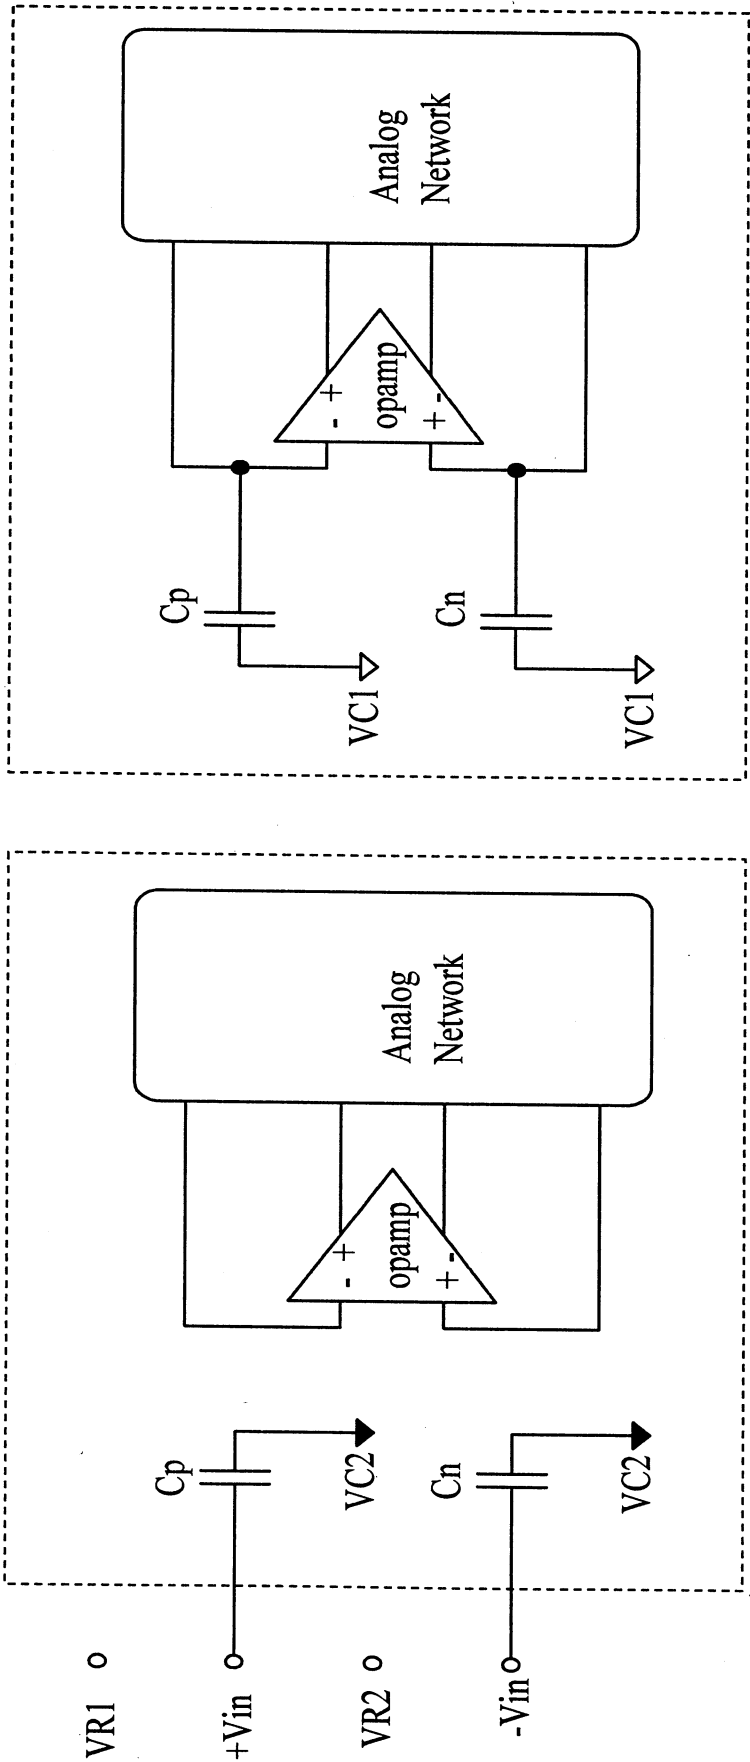 VR1
+Vin
VR2
-Vin
Cp
VC2
Cn
VC2
- +
opamp
+ -
Analog
Network
VC1
VC1
Cp
Cn
- +
opamp
+ -
Analog
Network